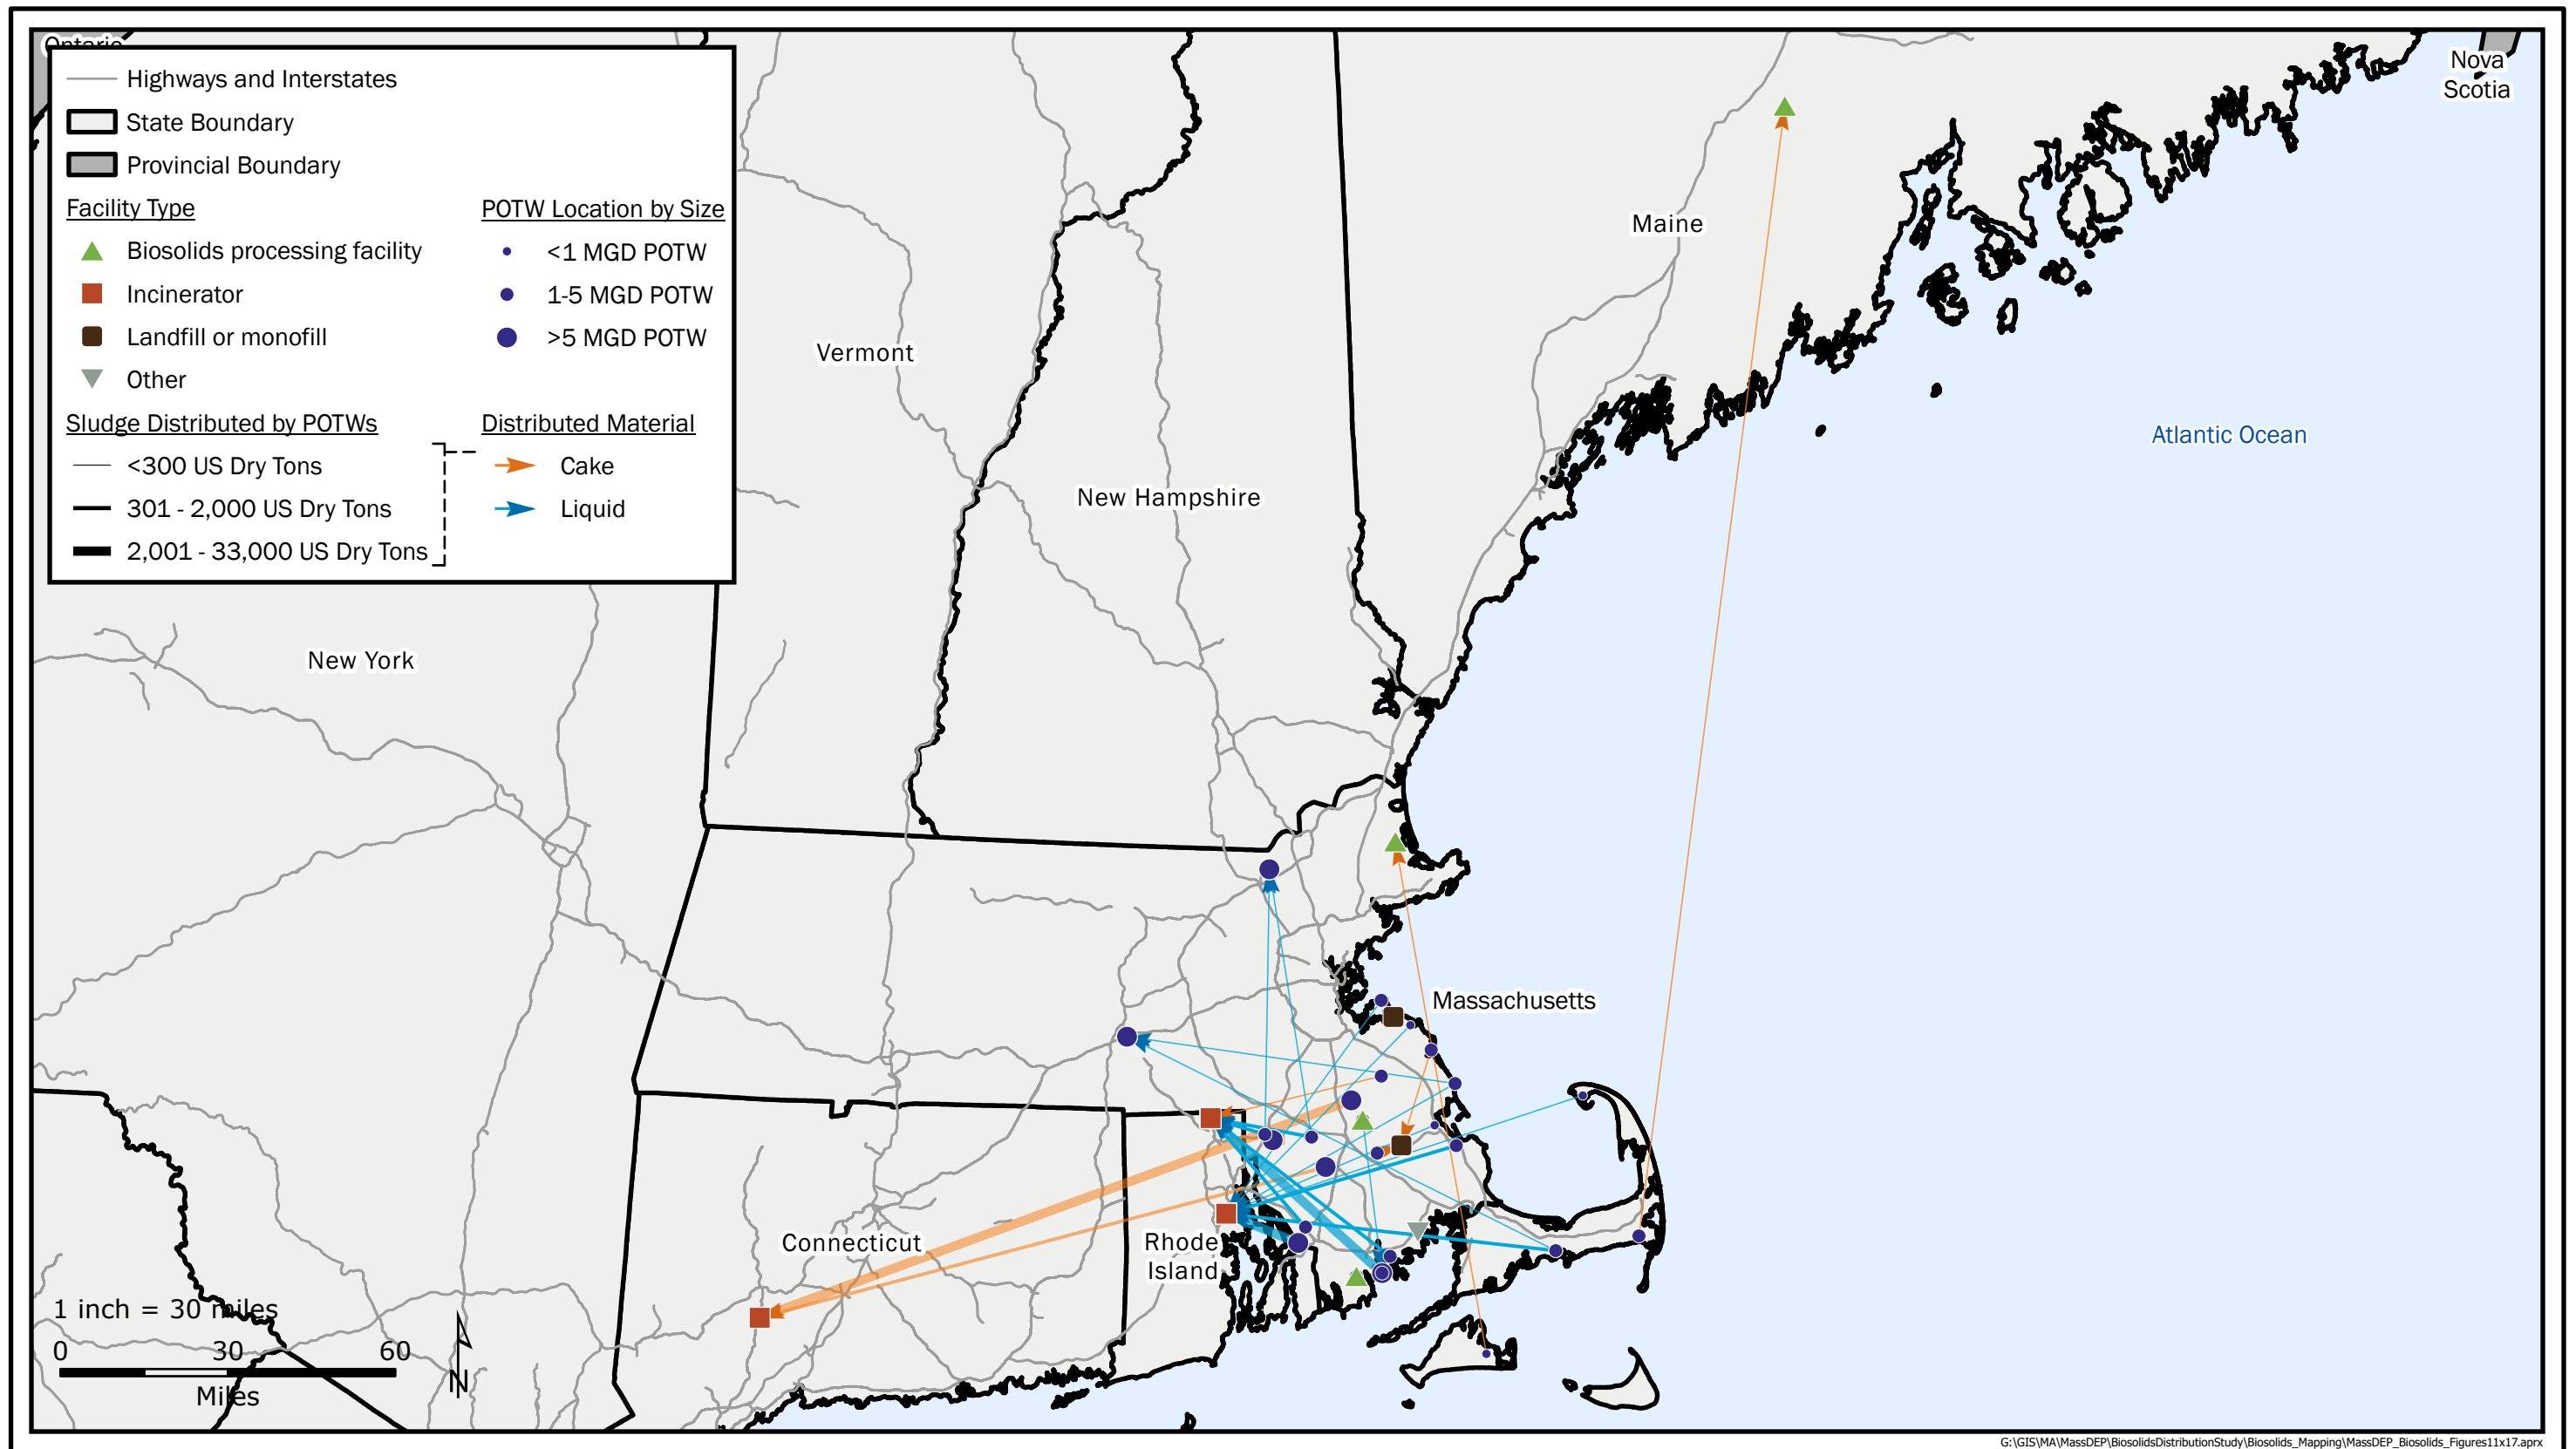 Ontario
Highways and Interstates
State Boundary
Provincial Boundary
Facility Type
Biosolids processing facility
Incinerator
Landfill or monofill
Other
POTW Location by Size
<1 MGD POTW
1-5 MGD POTW
>5 MGD POTW
Sludge Distributed by POTWs
<300 US Dry Tons
301 - 2,000 US Dry Tons
2,001 - 33,000 US Dry Tons
Distributed Material
Cake
Liquid
Nova
Scotia
Maine
Vermont
Atlantic Ocean
New Hampshire
New York
Massachusetts
Connecticut
Rhode
Island
1 inch = 30 miles
0 30 60
Miles
N
G:\GIS\MA\MassDEP\BiosolidsDistributionStudy\Biosolids_Mapping\MassDEP_Biosolids_Figures11x17.aprx